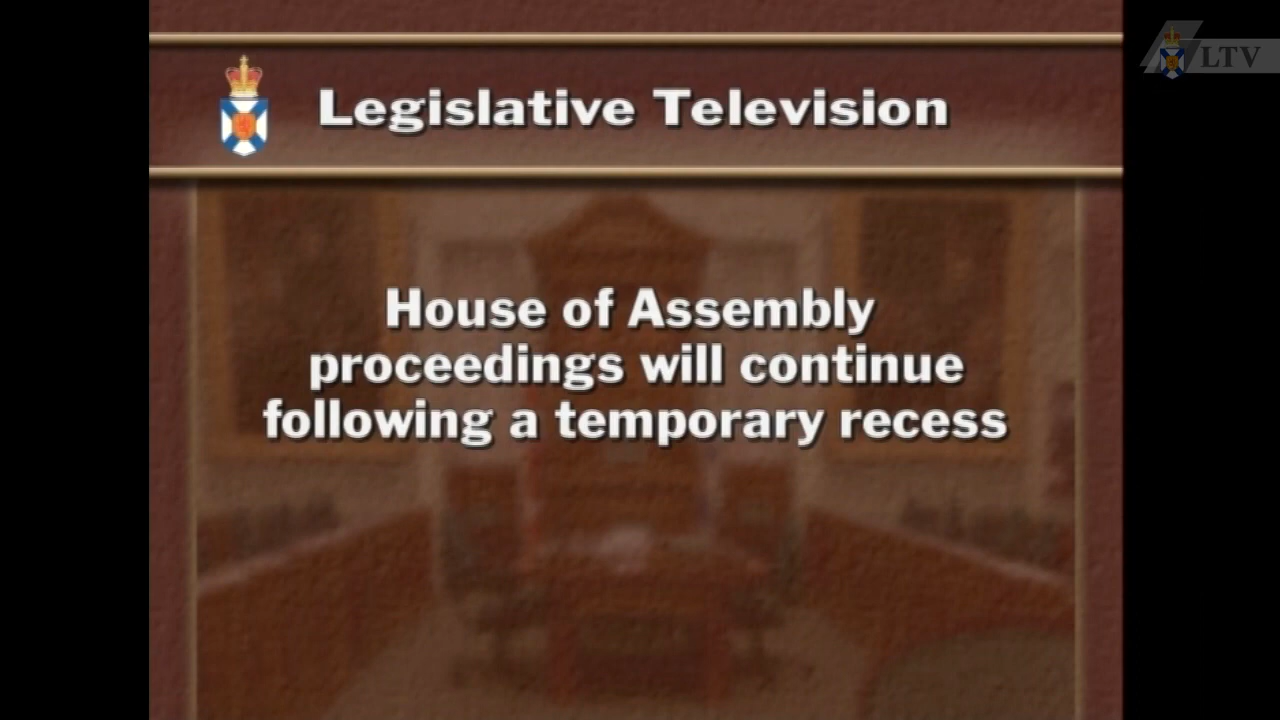 LTV
Legislative Television
House of Assembly
proceedings will continue
following a temporary recess